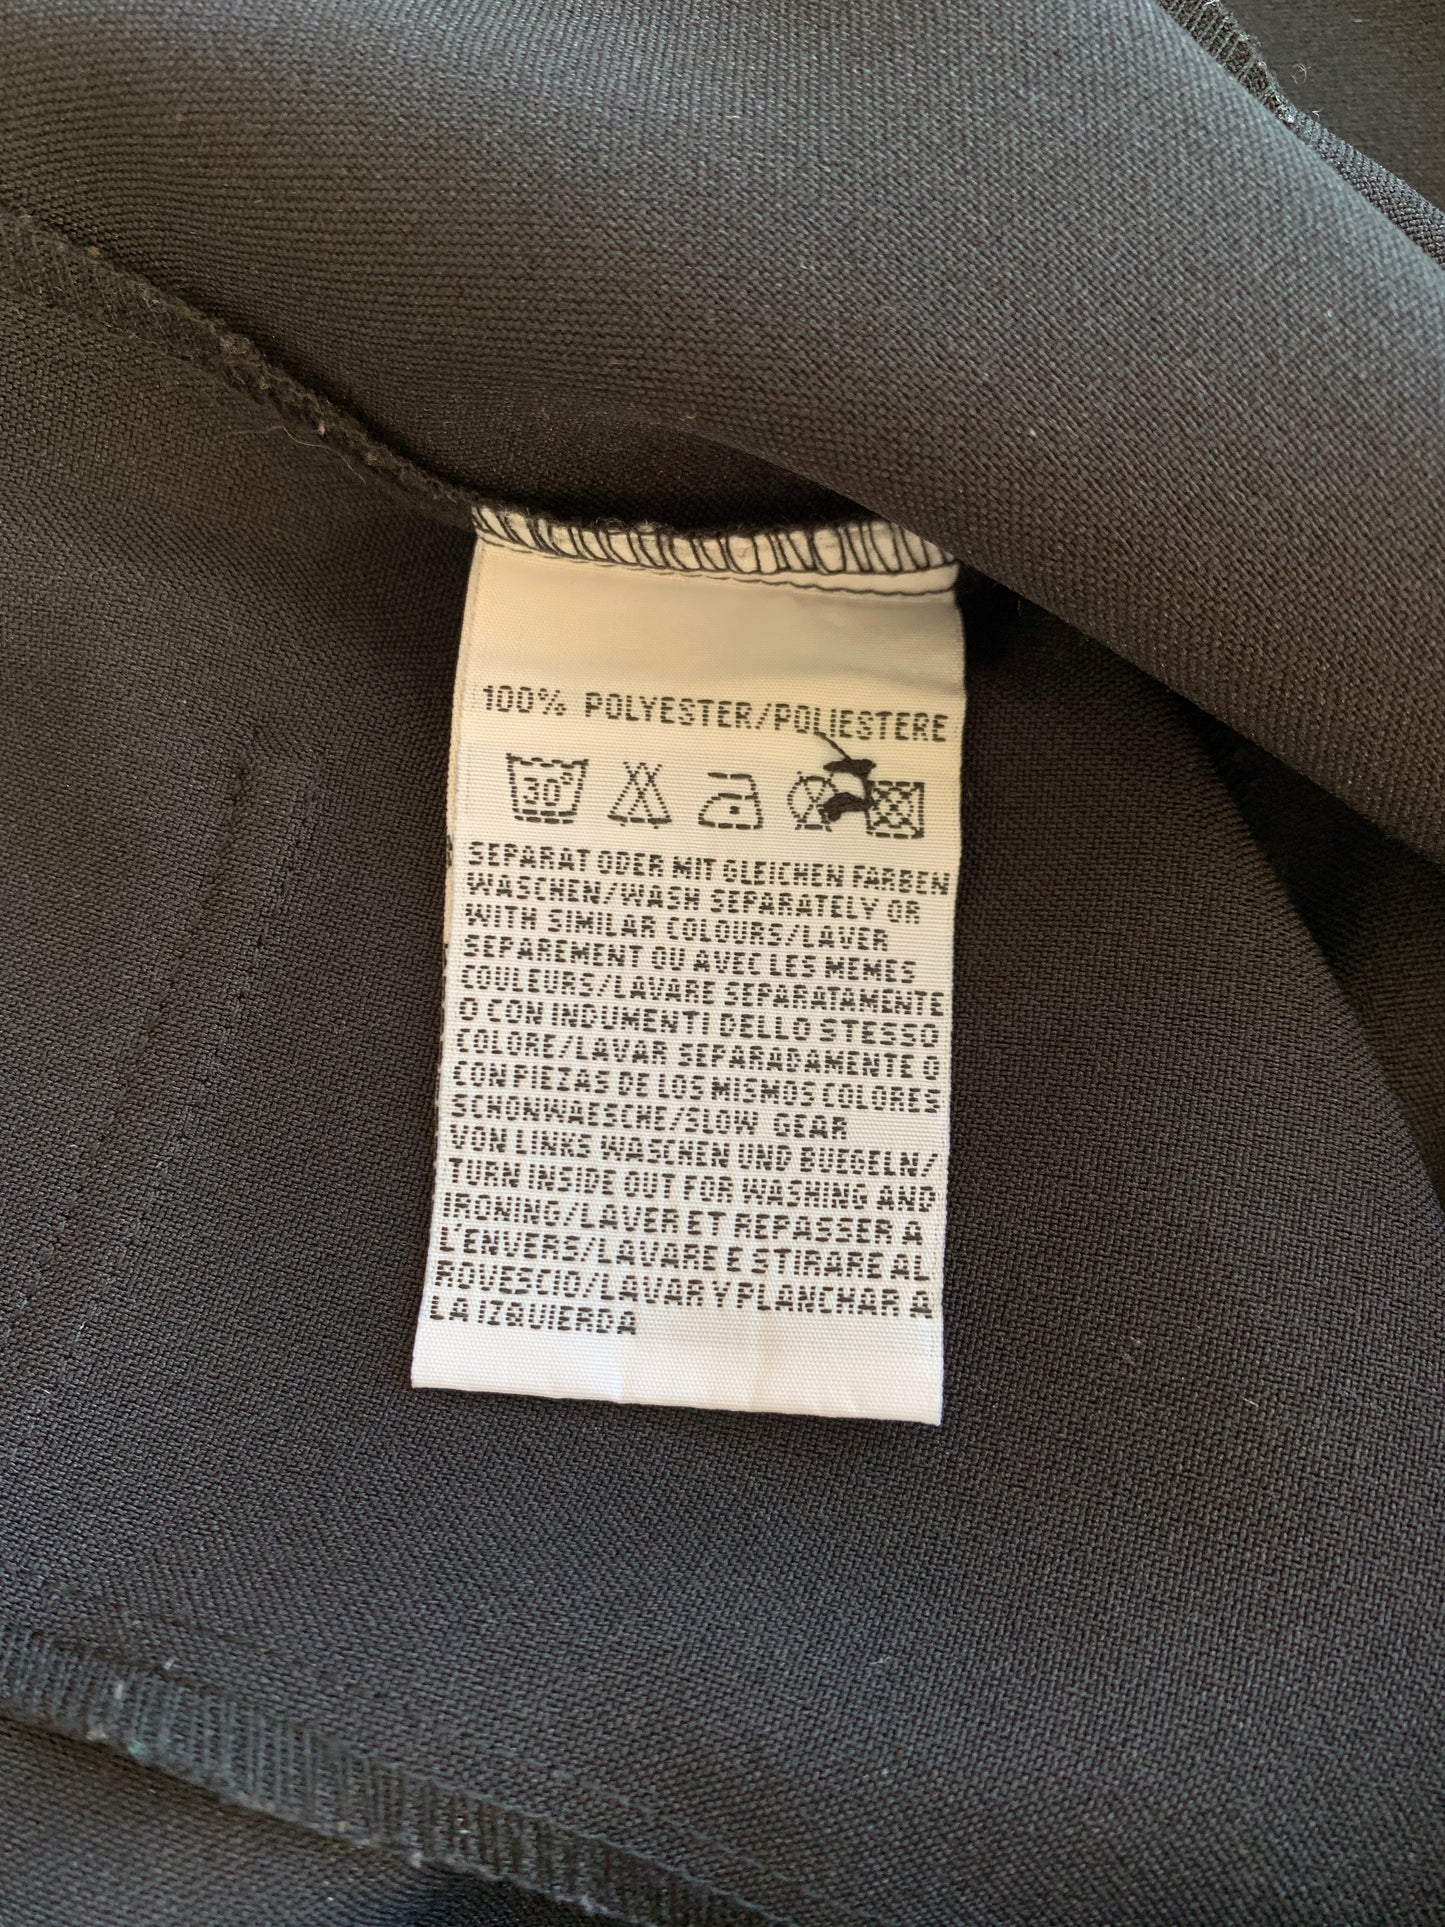 100% POLYESTER/POLIESTERE
30°
SEPARAT ODER MIT GLEICHEN FARBEN
WASCHEN/WASH SEPARATELY OR
WITH SIMILAR COLOURS/LAVER
SEPAREMENT OU AVEC LES MEMES
COULEURS/LAVARE SEPARATAMENTE
O CON INDUMENTI DELLO STESSO
COLORE/LAVAR SEPARADAMENTE O
CON PIEZAS DE LOS MISMOS COLORES
SCHONWAESCHE/SLOW GEAR
VON LINKS WASCHEN UND BUEGELN/
TURN INSIDE OUT FOR WASHING AND
IRONING/LAVER ET REPASSER A
L'ENVERS/LAVARE E STIRARE AL
ROVESCIO/LAVAR Y PLANCHAR A
LA IZQUIERDA